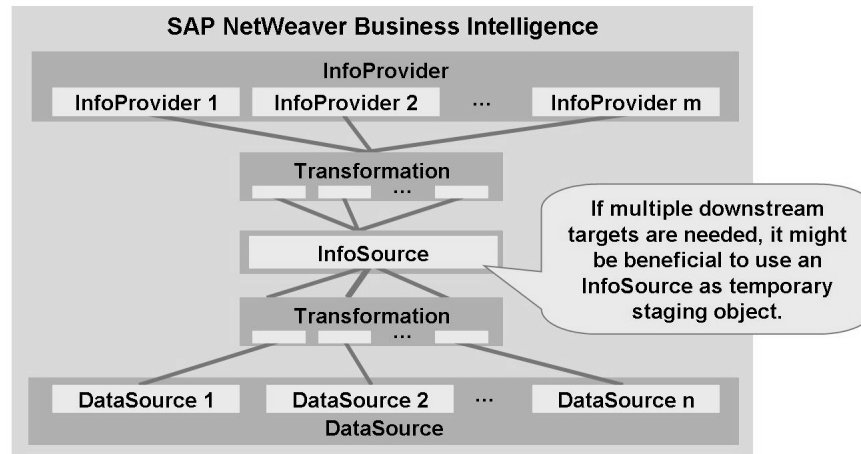 SAP NetWeaver Business Intelligence
InfoProvider
InfoProvider 1 InfoProvider 2 ... InfoProvider m
Transformation
...
InfoSource
If multiple downstream
targets are needed, it might
be beneficial to use an
InfoSource as temporary
staging object.
Transformation
...
DataSource 1 DataSource 2 ... DataSource n
DataSource